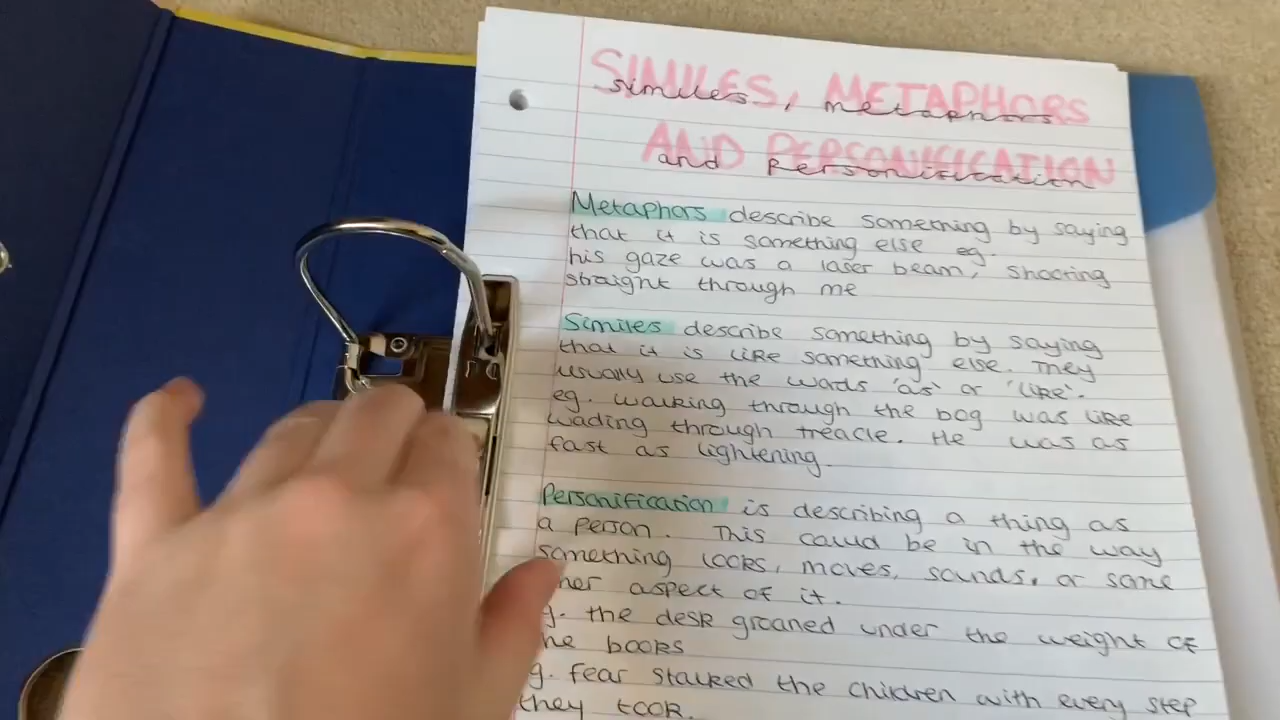 SIMILES, METAPHORS
similes, metaphors
AND PERSONIFICATION
and Personification
Metaphors describe something by saying
that it is something else eg.
his gaze was a laser beam, shooting
straight through me
Similes describe something by saying
that it is like something else. They
usually use the words 'as' or 'like'.
eg. walking through the bog was like
wading through treacle. He was as
fast as lightening.
Personification is describing a thing as
a person. This could be in the way
something looks, moves, sounds, or some
aspect of it.
the desk groaned under the weight of
books
fear stalked the children with every step
they took.